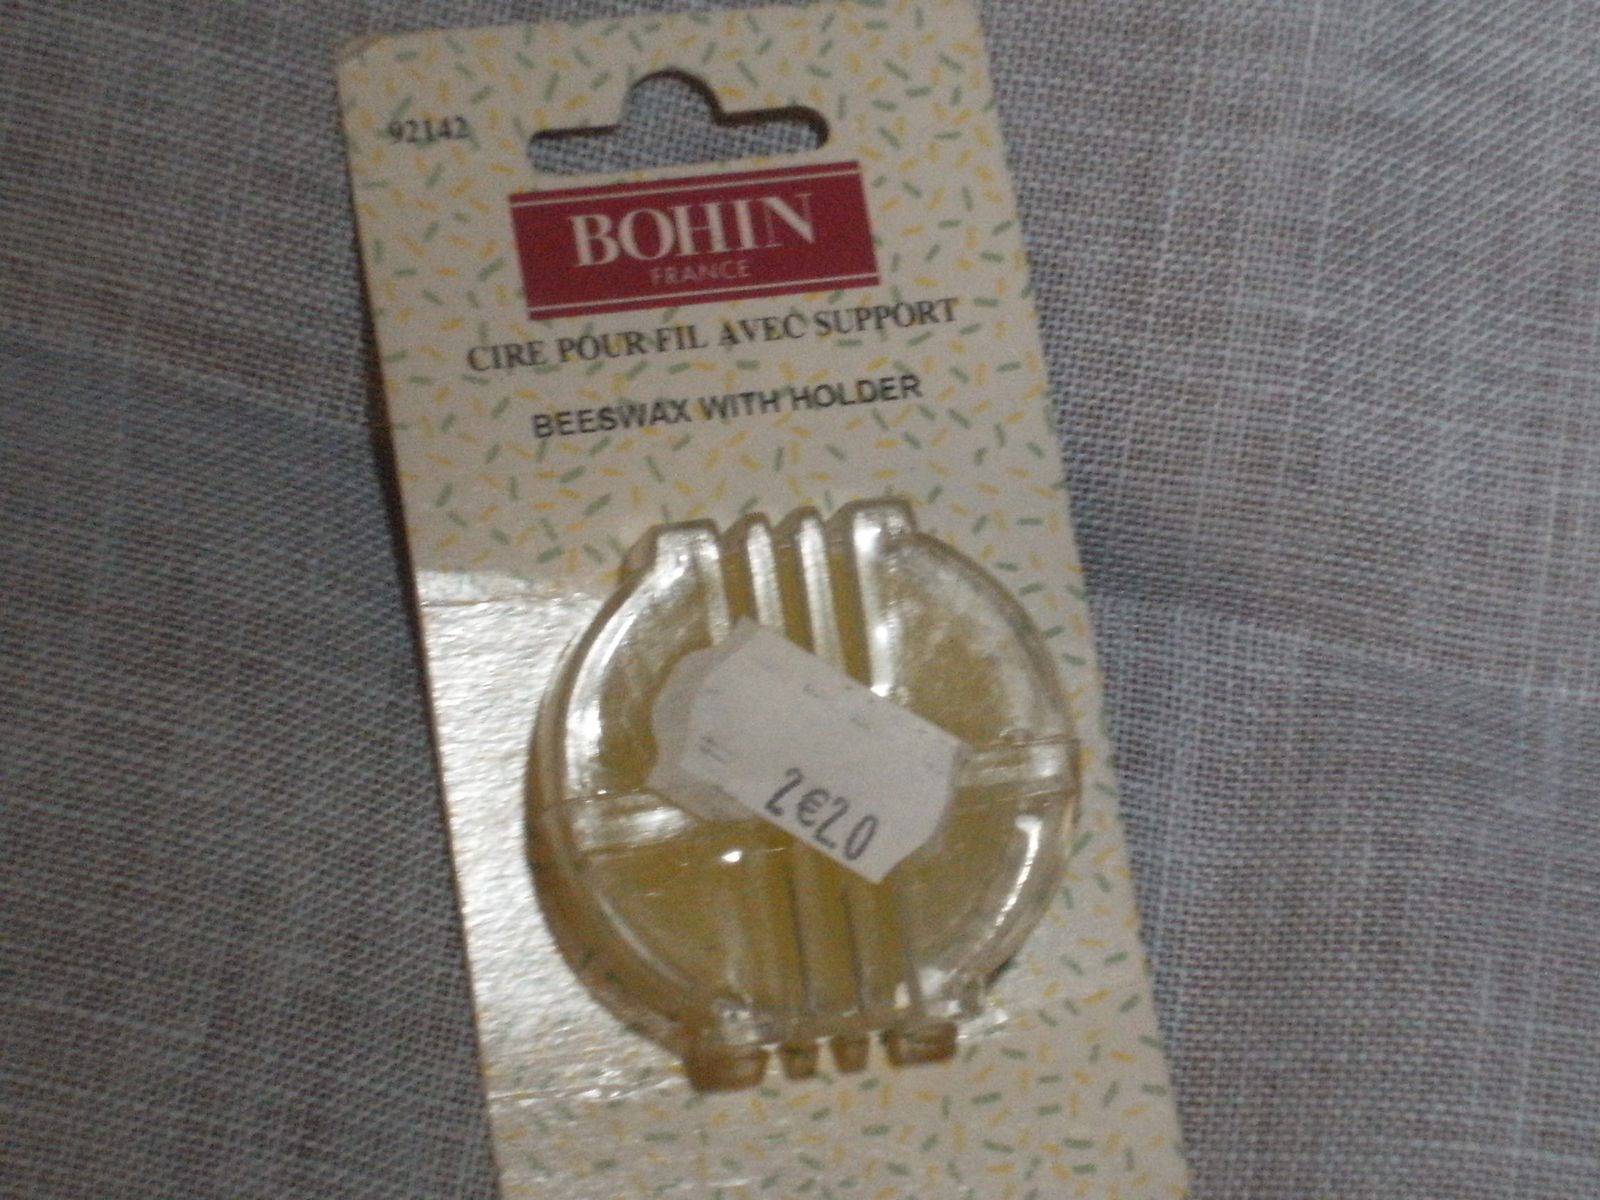 92142
BOHIN
FRANCE
CIRE POUR FIL AVEC SUPPORT
BEESWAX WITH HOLDER
2€20